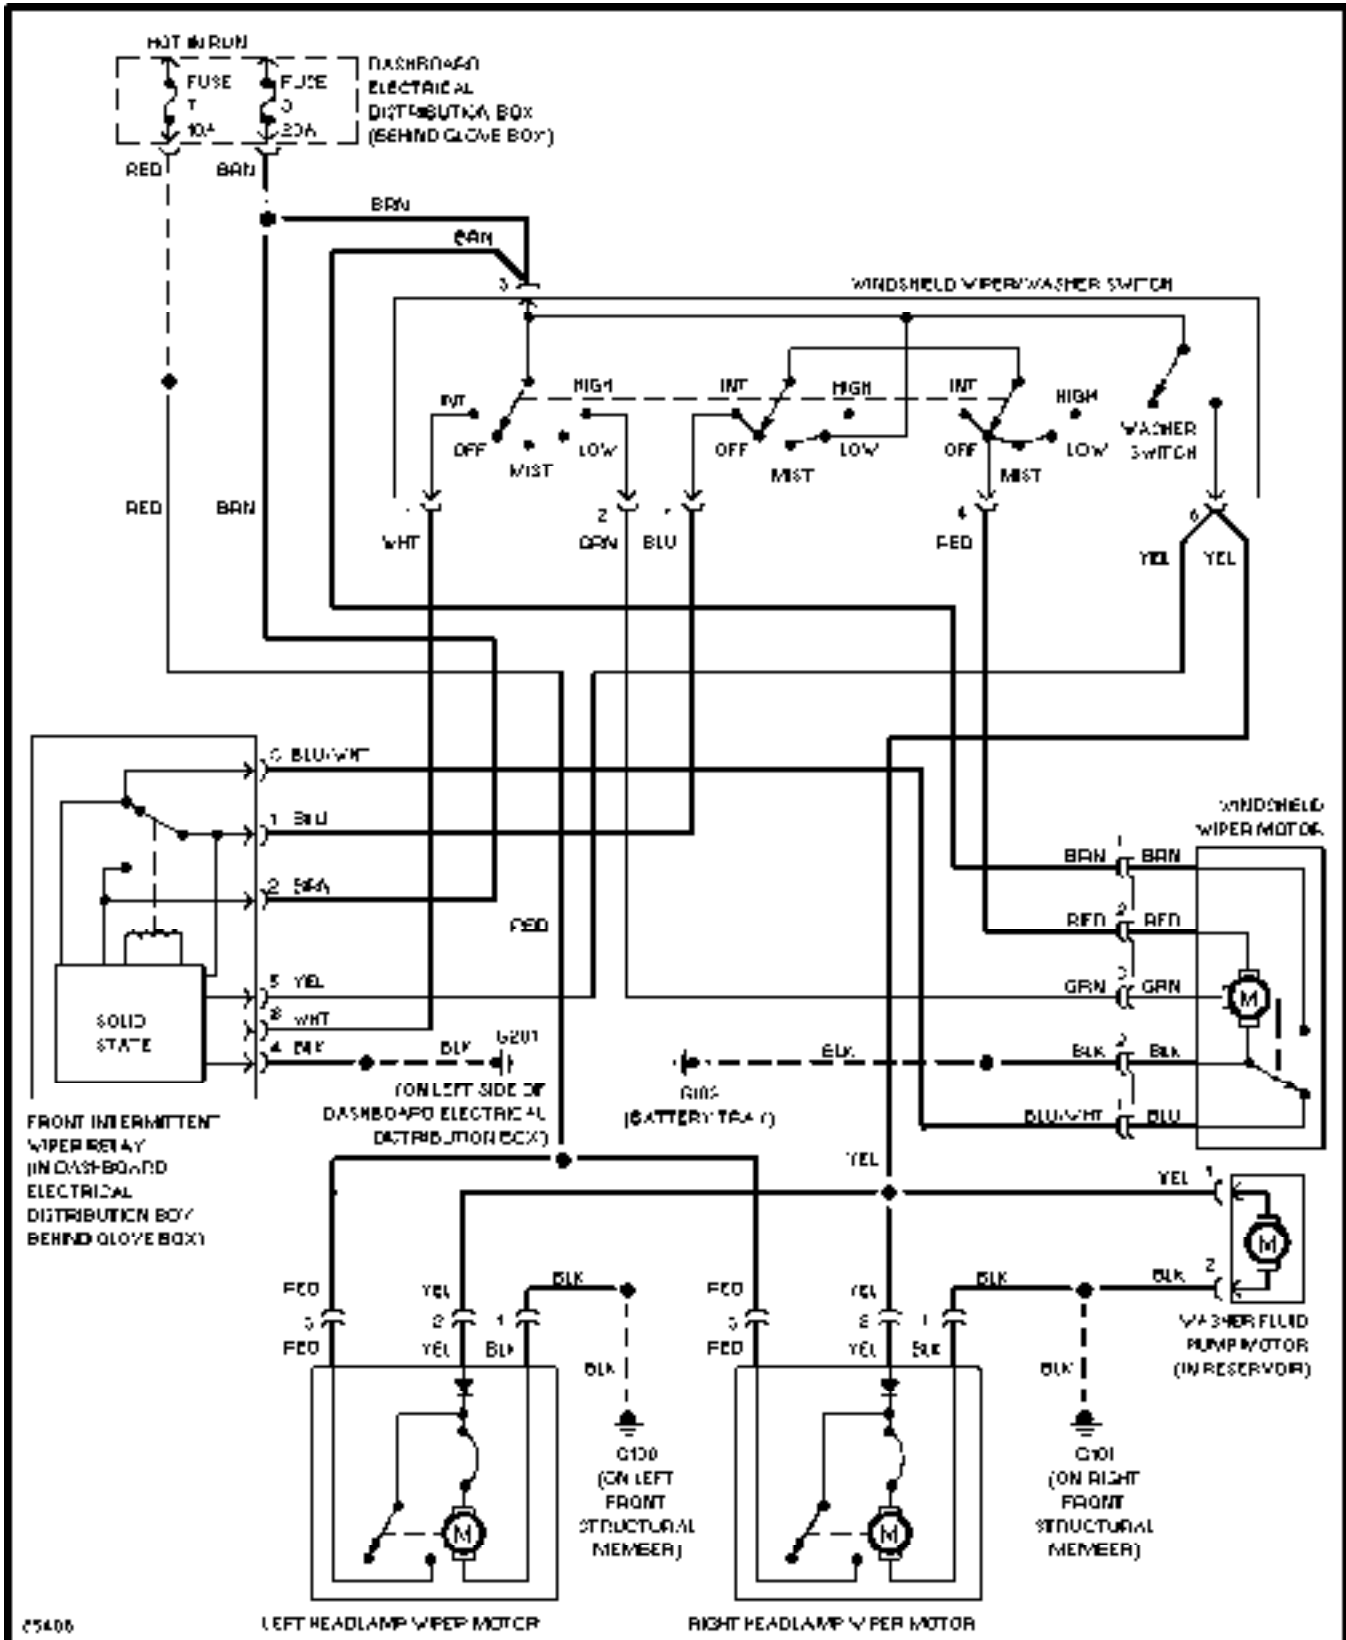 HOT IN RUN
FUSE
10A
FUSE
20A
DASHBOARD
ELECTRICAL
DISTRIBUTION BOX
(BEHIND GLOVE BOX)
RED
BRN
BRN
BRN
WINDSHIELD WIPER/WASHER SWITCH
INT
HIGH
OFF
MIST
LOW
INT
HIGH
OFF
MIST
LOW
INT
HIGH
OFF
MIST
LOW
WASHER
SWITCH
RED
BRN
WHT
2
GRN
BLU
4
RED
6
YEL
YEL
BLU/WHT
1 BLU
2 BRN
RED
5 YEL
8 WHT
4 BLK
BLK
G201
(ON LEFT SIDE OF
DASHBOARD ELECTRICAL
DISTRIBUTION BOX)
SOLID
STATE
FRONT INTERMITTENT
WIPER RELAY
(IN DASHBOARD
ELECTRICAL
DISTRIBUTION BOX
BEHIND GLOVE BOX)
WINDSHIELD
WIPER MOTOR
BRN 1 BRN
RED 2 RED
GRN 3 GRN
M
BLK
BLK 2 BLK
(BATTERY TRAY)
BLU/WHT 1 BLU
YEL
YEL 1
M
BLK 2
WASHER FLUID
PUMP MOTOR
(IN RESERVOIR)
RED
YEL
BLK
2
RED
YEL
BLK
BLK
G100
(ON LEFT
FRONT
STRUCTURAL
MEMBER)
M
LEFT HEADLAMP WIPER MOTOR
RED
YEL
BLK
2
1
RED
YEL
BLK
BLK
G101
(ON RIGHT
FRONT
STRUCTURAL
MEMBER)
M
RIGHT HEADLAMP WIPER MOTOR